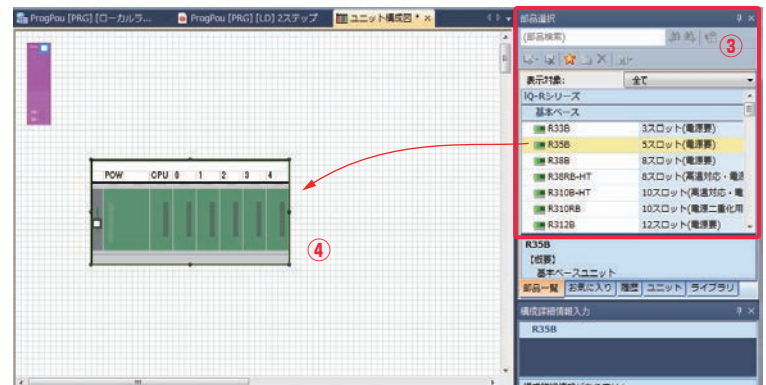 ProgPou [PRG] [ローカルラ...
ProgPou [PRG] [LD] 2ステップ
ユニット構成図 *
部品選択
(部品検索)
③
表示対象:
全て
iQ-Rシリーズ
基本ベース
R33B 3スロット(電源要)
R35B 5スロット(電源要)
R38B 8スロット(電源要)
R38RB-HT 8スロット(高温対応・電源
R310B-HT 10スロット(高温対応・電
R310RB 10スロット(電源二重化用
R312B 12スロット(電源要)
POW CPU 0 1 2 3 4
④
R35B
【概要】
基本ベースユニット
部品一覧 お気に入り 履歴 ユニット ライブラリ
構成詳細情報入力
R35B